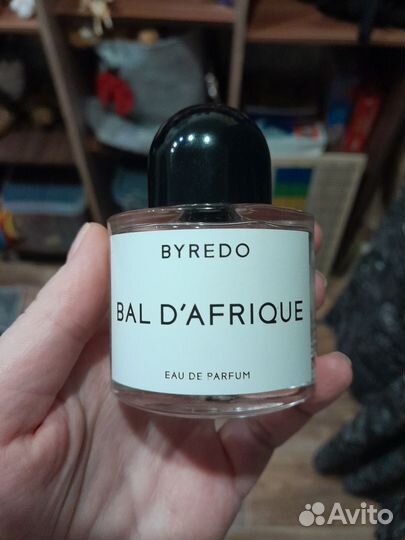 BYREDO
BAL D'AFRIQUE
EAU DE PARFUM
Avito